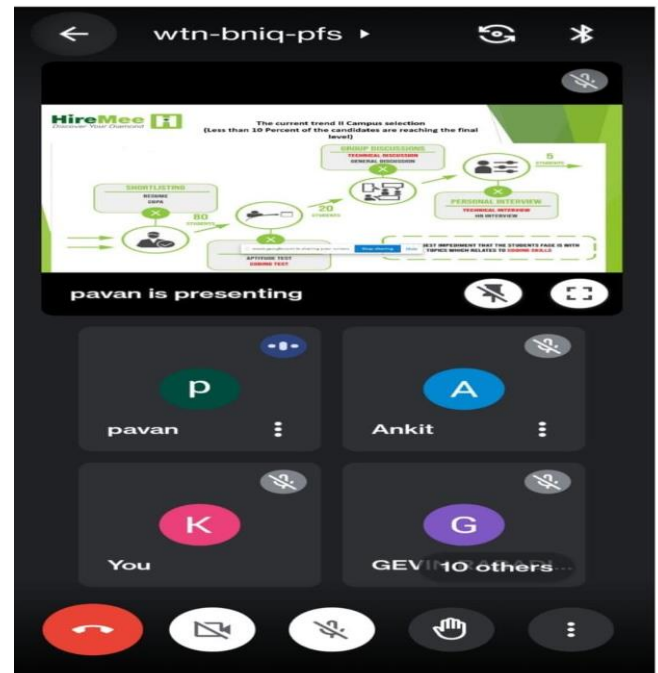 wtn-bniq-pfs
HireMee
Discover Your Diamond
The current trend II Campus selection
(Less than 10 Percent of the candidates are reaching the final
level)
GROUP DISCUSSIONS
TECHNICAL DISCUSSION
GENERAL DISCUSSION
5
STUDENTS
SHORTLISTING
RESUME
CGPA
80
STUDENTS
20
STUDENTS
PERSONAL INTERVIEW
TECHNICAL INTERVIEW
HR INTERVIEW
Stop sharing
Hide
APTITUDE TEST
CODING TEST
GEST IMPEDIMENT THAT THE STUDENTS FACE IS WITH
TOPICS WHICH RELATES TO CODING SKILLS
pavan is presenting
p
pavan
A
Ankit
K
You
G
GEVIN
10 others